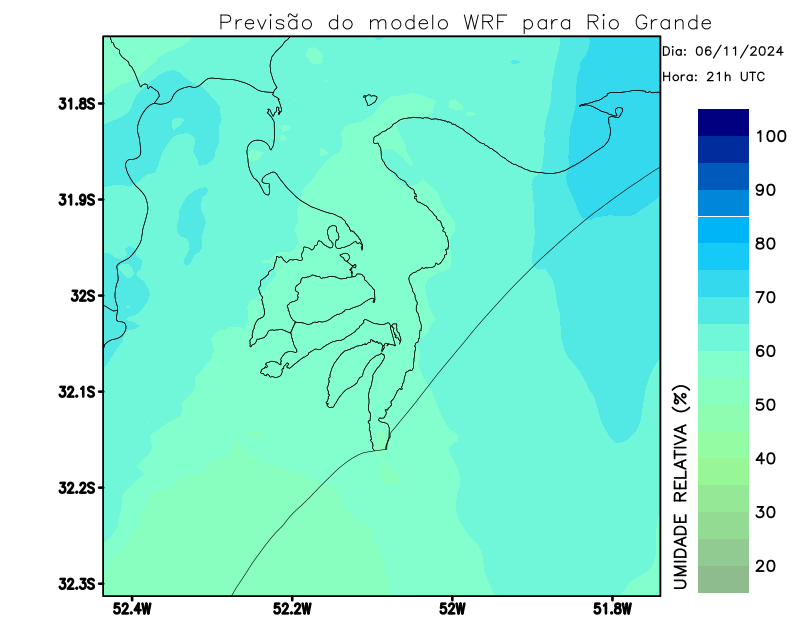 Previsão do modelo WRF para Rio Grande
Dia: 06/11/2024
Hora: 21h UTC
31.8S
31.9S
32S
32.1S
32.2S
32.3S
52.4W
52.2W
52W
51.8W
100
90
80
70
60
50
40
30
20
UMIDADE RELATIVA (%)